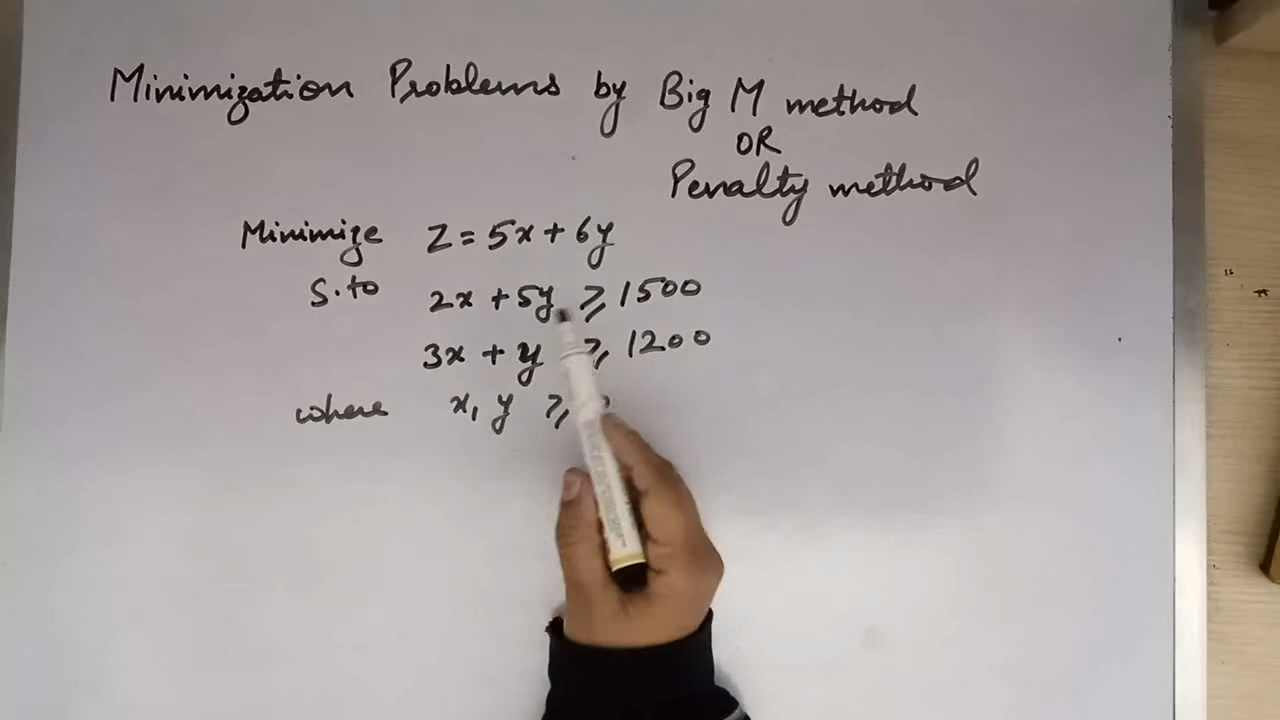 Minimization Problems by Big M method
OR
Penalty method
Minimize Z = 5x + 6y
S.to 2x + 5y ≥ 1500
3x + y ≥ 1200
where x, y ≥